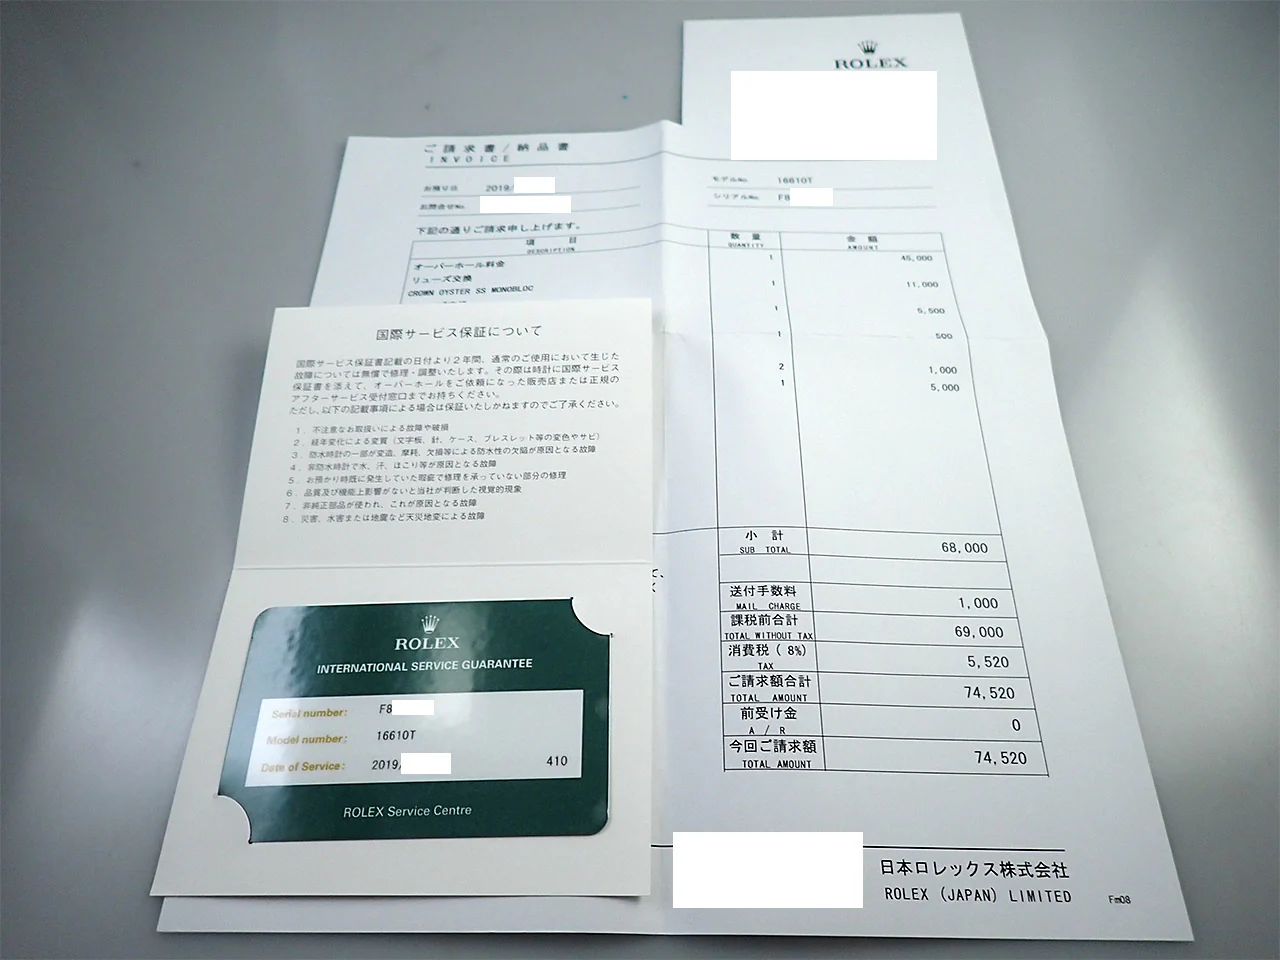 ROLEX
ご請求書/納品書
INVOICE
お預り日 2019/
お問合せNo.
モデルNo. 16610T
シリアルNo. F8
下記の通りご請求申し上げます。
項目 数量 金額
DESCRIPTION QUANTITY AMOUNT
オーバーホール料金 1 45,000
リューズ交換 1 11,000
CROWN OYSTER SS MONOBLOC
1 5,500
1 500
2 1,000
1 5,000
小計 68,000
SUB TOTAL
送付手数料 1,000
MAIL CHARGE
課税前合計 69,000
TOTAL WITHOUT TAX
消費税( 8%) 5,520
TAX
ご請求額合計 74,520
TOTAL AMOUNT
前受け金 0
A / R
今回ご請求額 74,520
TOTAL AMOUNT
日本ロレックス株式会社
ROLEX (JAPAN) LIMITED
Fm08
国際サービス保証について
国際サービス保証書記載の日付より2年間、通常のご使用において生じた
故障については無償で修理・調整いたします。その際は時計に国際サービス
保証書を添えて、オーバーホールをご依頼になった販売店または正規の
アフターサービス受付窓口までお持ちください。
ただし、以下の記載事項による場合は保証いたしかねますのでご了承ください。
1. 不注意なお取扱いによる故障や破損
2. 経年変化による変質(文字板、針、ケース、ブレスレット等の変色やサビ)
3. 防水時計の一部が変造、摩耗、欠損等による防水性の欠陥が原因となる故障
4. 非防水時計で水、汗、ほこり等が原因となる故障
5. お預かり時既に発生していた瑕疵で修理を承っていない部分の修理
6. 品質及び機能上影響がないと当社が判断した視覚的現象
7. 非純正部品が使われ、これが原因となる故障
8. 災害、水害または地震など天災地変による故障
ROLEX
INTERNATIONAL SERVICE GUARANTEE
Serial number: F8
Model number: 16610T
Date of Service: 2019/ 410
ROLEX Service Centre